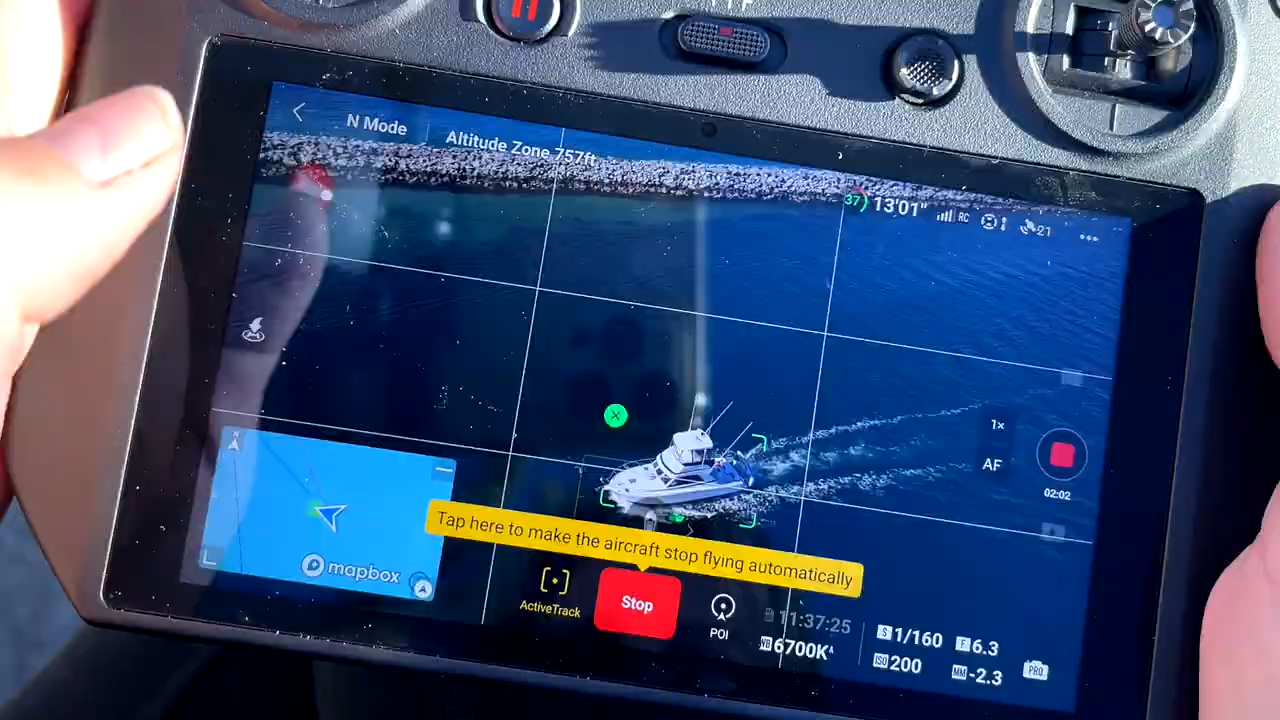 N Mode
Altitude Zone 757ft
37
13'01"
RC
21
1×
AF
02:02
Tap here to make the aircraft stop flying automatically
mapbox
ActiveTrack
Stop
POI
11:37:25
WB 6700K A
S 1/160
F 6.3
ISO 200
MM -2.3
PRO